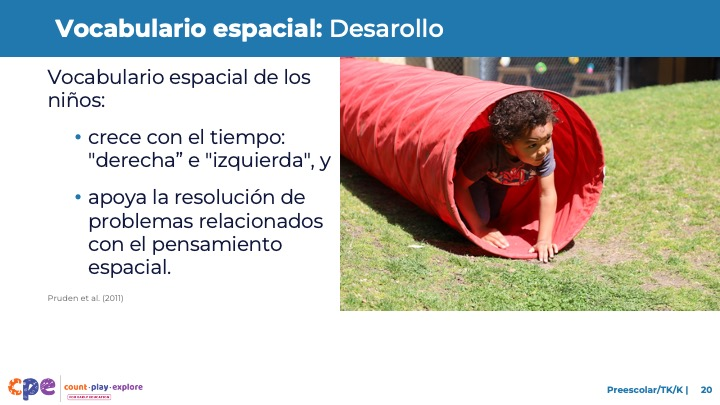 Vocabulario espacial: Desarollo
Vocabulario espacial de los
niños:
• crece con el tiempo:
"derecha” e "izquierda", y
• apoya la resolución de
problemas relacionados
con el pensamiento
espacial.
Pruden et al. (2011)
cpe count·play·explore
Preescolar/TK/K | 20